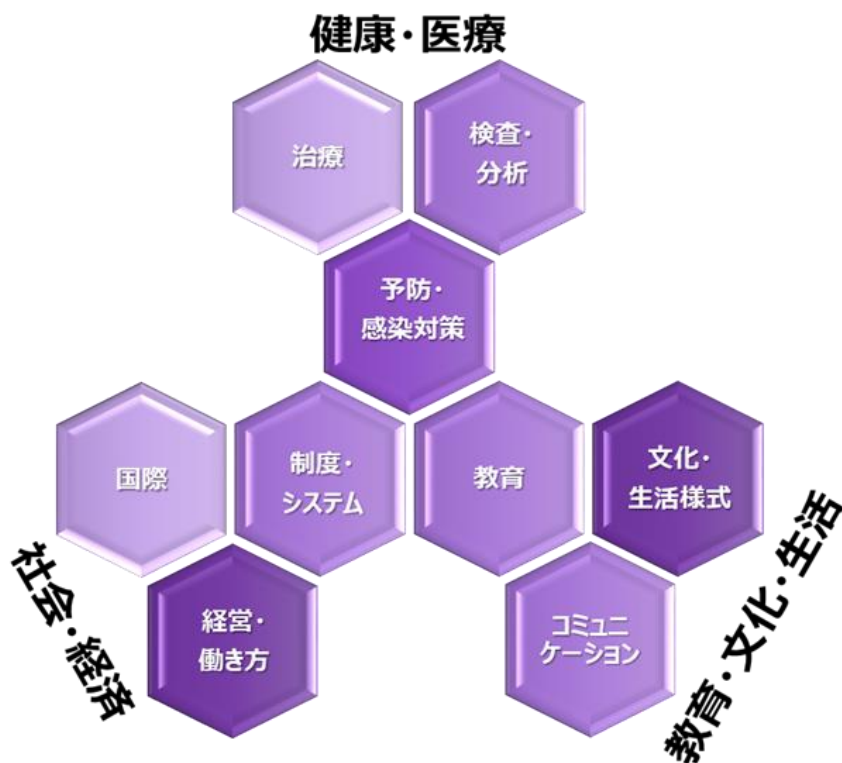 健康・医療
治療
検査・
分析
予防・
感染対策
国際
制度・
システム
教育
文化・
生活様式
社会・経済
経営・
働き方
コミュニ
ケーション
教育・文化・生活